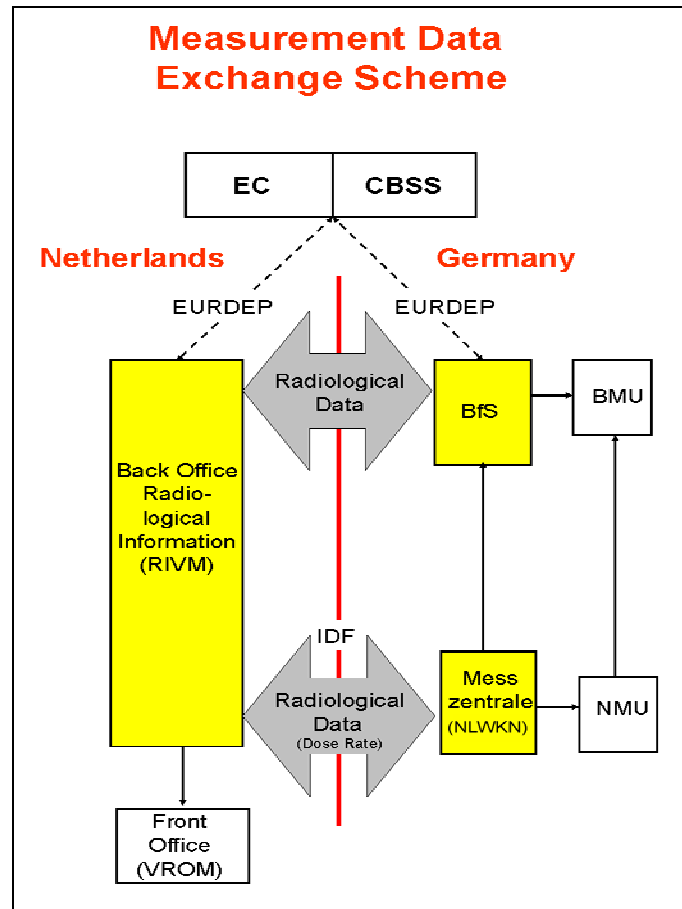 Measurement Data
Exchange Scheme
EC
CBSS
Netherlands
Germany
EURDEP
EURDEP
Radiological
Data
BfS
BMU
Back Office
Radio-
logical
Information
(RIVM)
IDF
Radiological
Data
(Dose Rate)
Mess
zentrale
(NLWKN)
NMU
Front
Office
(VROM)